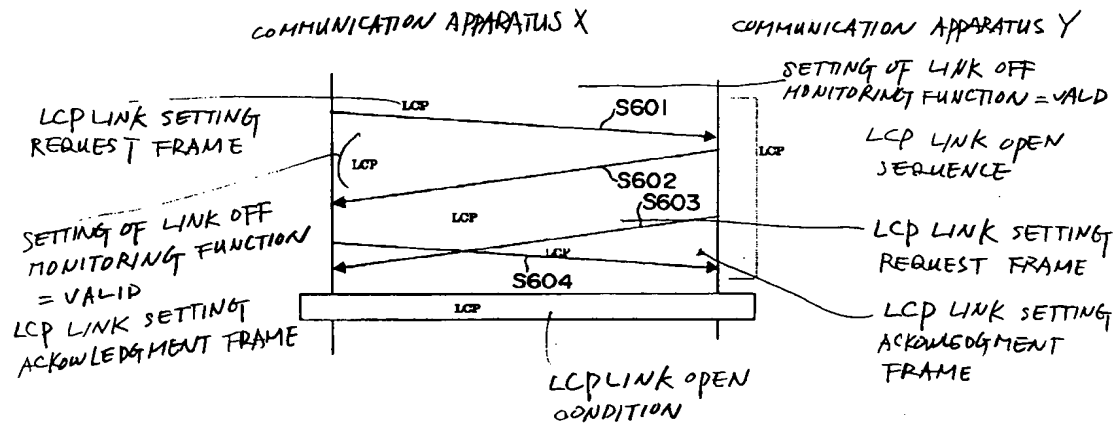 COMMUNICATION APPARATUS X
COMMUNICATION APPARATUS Y
SETTING OF LINK OFF
MONITORING FUNCTION = VALD
LCP LINK SETTING
REQUEST FRAME
LCP
S601
LCP LINK OPEN
SEQUENCE
LCP
LCP
S602
S603
LCP
SETTING OF LINK OFF
MONITORING FUNCTION
= VALID
LCP LINK SETTING
ACKOWLEDGMENT FRAME
LCP LINK SETTING
REQUEST FRAME
LCP
S604
LCP
LCP LINK SETTING
ACKOWEDGMENT
FRAME
LCP LINK OPEN
CONDITION